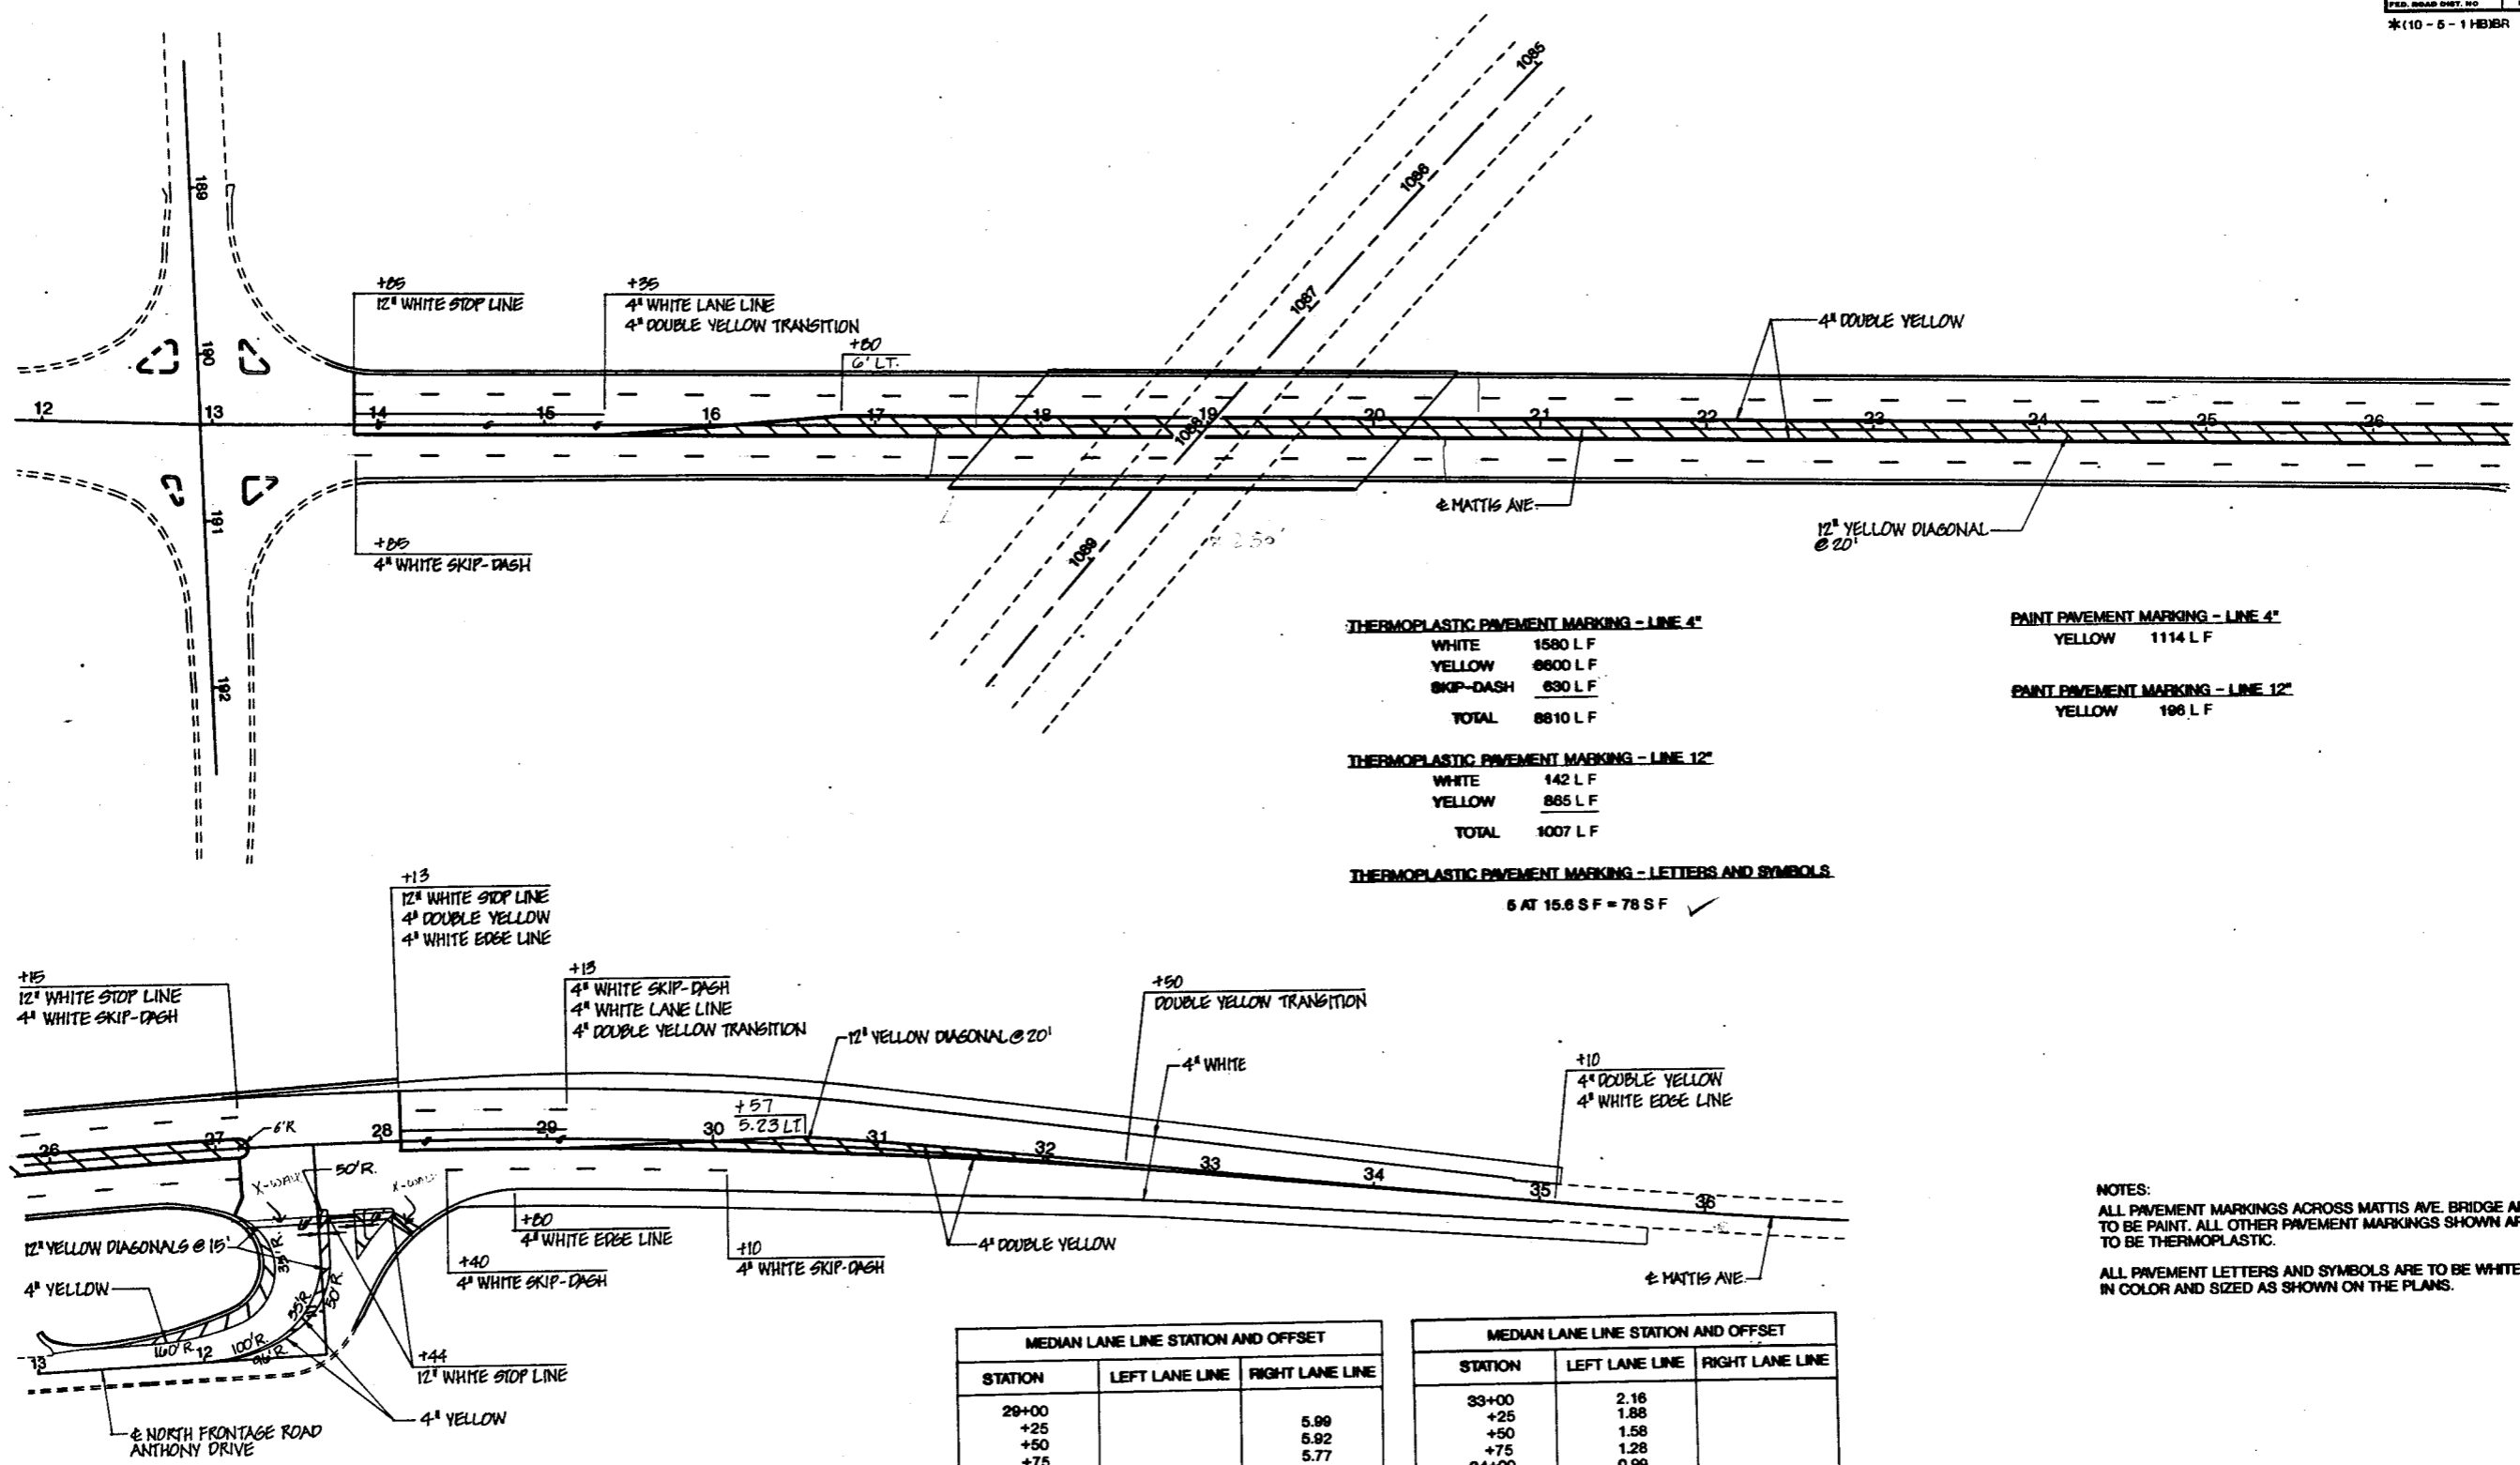 FED. ROAD DIST. NO
*(10 - 5 - 1 HB)BR
1085
1086
1087
1088
1089
189
190
191
192
+85
12" WHITE STOP LINE
+35
4" WHITE LANE LINE
4" DOUBLE YELLOW TRANSITION
+80
6' LT.
4" DOUBLE YELLOW
12 13 14 15 16 17 18 19 20 21 22 23 24 25 26
+85
4" WHITE SKIP-DASH
℄ MATTIS AVE.
12" YELLOW DIAGONAL
@ 20'
THERMOPLASTIC PAVEMENT MARKING - LINE 4"
WHITE 1580 L F
YELLOW 6600 L F
SKIP-DASH 630 L F
TOTAL 8810 L F
THERMOPLASTIC PAVEMENT MARKING - LINE 12"
WHITE 142 L F
YELLOW 865 L F
TOTAL 1007 L F
THERMOPLASTIC PAVEMENT MARKING - LETTERS AND SYMBOLS
5 AT 15.6 S F = 78 S F
PAINT PAVEMENT MARKING - LINE 4"
YELLOW 1114 L F
PAINT PAVEMENT MARKING - LINE 12"
YELLOW 198 L F
+13
12" WHITE STOP LINE
4" DOUBLE YELLOW
4" WHITE EDGE LINE
+15
12" WHITE STOP LINE
4" WHITE SKIP-DASH
+13
4" WHITE SKIP-DASH
4" WHITE LANE LINE
4" DOUBLE YELLOW TRANSITION
12" YELLOW DIAGONAL @ 20'
+50
DOUBLE YELLOW TRANSITION
4" WHITE
+10
4" DOUBLE YELLOW
4" WHITE EDGE LINE
+57
5.23 LT
6'R
26 27 28 29 30 31 32 33 34 35 36
50'R.
X-WALK
X-WALK
12" YELLOW DIAGONALS @ 15'
35'R.
4" YELLOW
55'R.
50'R.
160'R.
100'R.
96'R.
13
12
+80
4" WHITE EDGE LINE
+40
4" WHITE SKIP-DASH
+10
4" WHITE SKIP-DASH
4" DOUBLE YELLOW
℄ MATTIS AVE.
+44
12" WHITE STOP LINE
4" YELLOW
℄ NORTH FRONTAGE ROAD
ANTHONY DRIVE
NOTES:
ALL PAVEMENT MARKINGS ACROSS MATTIS AVE. BRIDGE
TO BE PAINT. ALL OTHER PAVEMENT MARKINGS SHOWN
TO BE THERMOPLASTIC.
ALL PAVEMENT LETTERS AND SYMBOLS ARE TO BE WHITE
IN COLOR AND SIZED AS SHOWN ON THE PLANS.
MEDIAN LANE LINE STATION AND OFFSET
STATION LEFT LANE LINE RIGHT LANE LINE
29+00
+25 5.99
+50 5.92
+75 5.77
MEDIAN LANE LINE STATION AND OFFSET
STATION LEFT LANE LINE RIGHT LANE LINE
33+00 2.16
+25 1.88
+50 1.58
+75 1.28
34+00 0.99